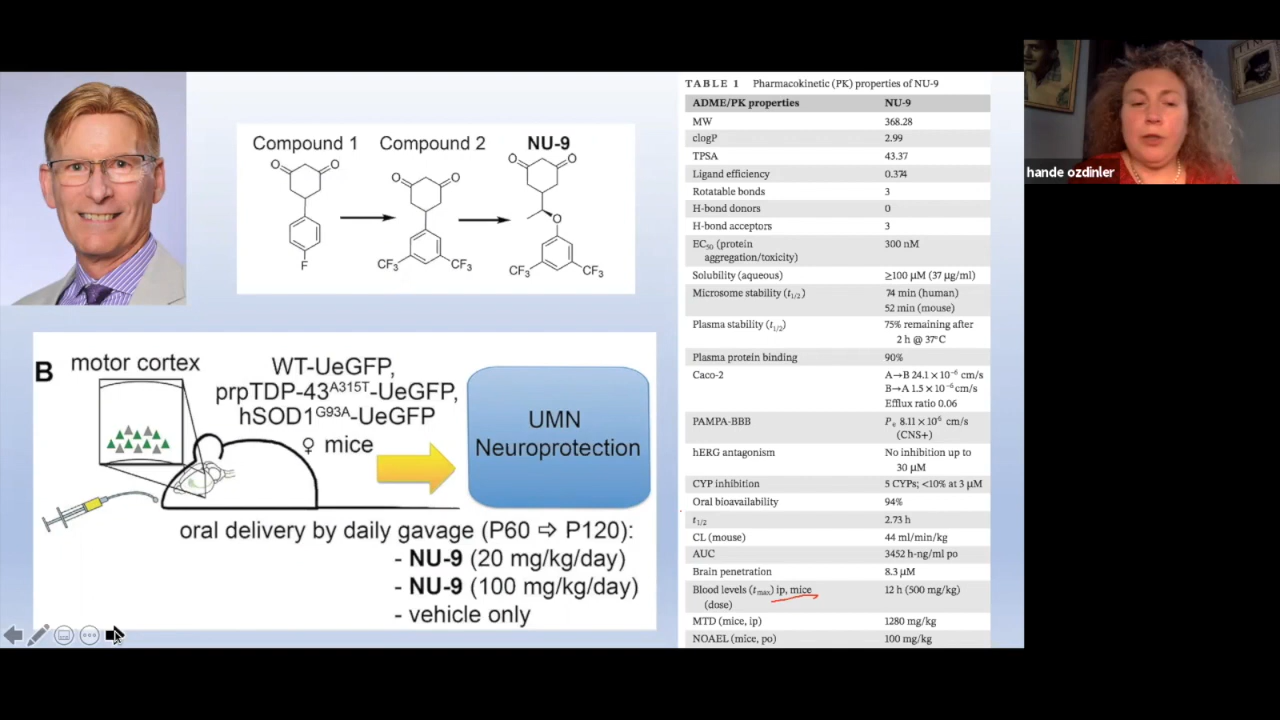 Compound 1 Compound 2 NU-9
O O O O O O
O
F CF₃ CF₃ CF₃ CF₃
B motor cortex
WT-UeGFP,
prpTDP-43ᴬ³¹⁵ᵀ-UeGFP,
hSOD1ᴳ⁹³ᴬ-UeGFP
♀ mice
UMN
Neuroprotection
oral delivery by daily gavage (P60 ⇨ P120):
- NU-9 (20 mg/kg/day)
- NU-9 (100 mg/kg/day)
- vehicle only
TABLE 1 Pharmacokinetic (PK) properties of NU-9
ADME/PK properties NU-9
MW 368.28
clogP 2.99
TPSA 43.37
Ligand efficiency 0.374
Rotatable bonds 3
H-bond donors 0
H-bond acceptors 3
EC₅₀ (protein 300 nM
aggregation/toxicity)
Solubility (aqueous) ≥100 μM (37 μg/ml)
Microsome stability (t₁/₂) 74 min (human)
52 min (mouse)
Plasma stability (t₁/₂) 75% remaining after
2 h @ 37°C
Plasma protein binding 90%
Caco-2 A→B 24.1 × 10⁻⁶ cm/s
B→A 1.5 × 10⁻⁶ cm/s
Efflux ratio 0.06
PAMPA-BBB Pₑ 8.11 × 10⁶ cm/s
(CNS+)
hERG antagonism No inhibition up to
30 μM
CYP inhibition 5 CYPs; <10% at 3 μM
Oral bioavailability 94%
t₁/₂ 2.73 h
CL (mouse) 44 ml/min/kg
AUC 3452 h-ng/ml po
Brain penetration 8.3 μM
Blood levels (tₘₐₓ) ip, mice 12 h (500 mg/kg)
(dose)
MTD (mice, ip) 1280 mg/kg
NOAEL (mice, po) 100 mg/kg
hande ozdinler